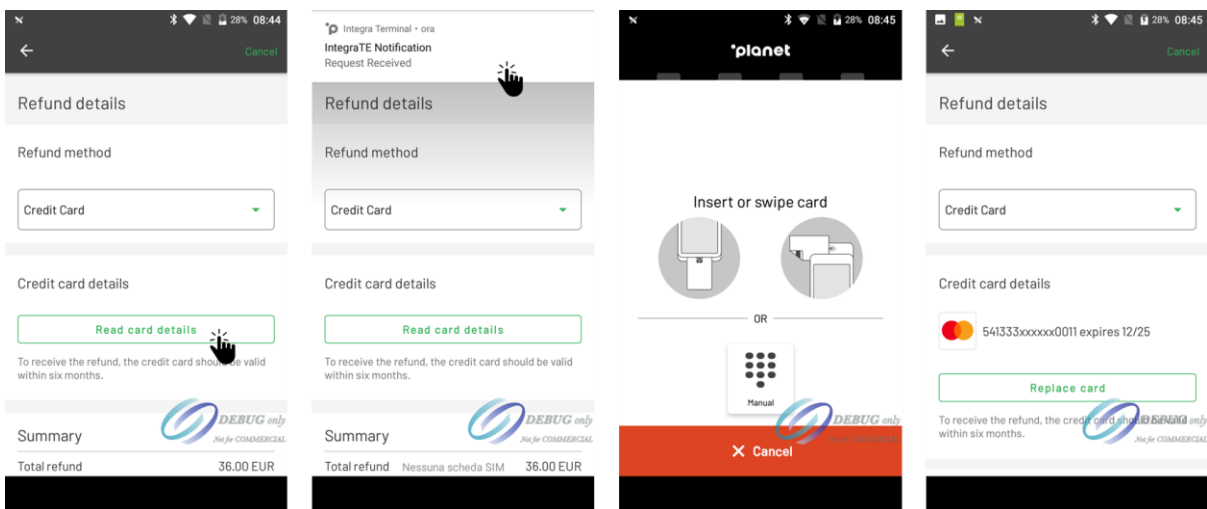 28% 08:44
Cancel
Refund details
Refund method
Credit Card
Credit card details
Read card details
To receive the refund, the credit card should be valid
within six months.
DEBUG only
Not for COMMERCIAL
Summary
Total refund 36.00 EUR
Integra Terminal • ora
IntegraTE Notification
Request Received
Refund details
Refund method
Credit Card
Credit card details
Read card details
To receive the refund, the credit card should be valid
within six months.
DEBUG only
Not for COMMERCIAL
Summary
Total refund Nessuna scheda SIM 36.00 EUR
28% 08:45
planet
Insert or swipe card
OR
Manual
DEBUG only
Not for COMMERCIAL
Cancel
28% 08:45
Cancel
Refund details
Refund method
Credit Card
Credit card details
541333xxxxxx0011 expires 12/25
Replace card
To receive the refund, the credit card should be valid
within six months.
DEBUG only
Not for COMMERCIAL